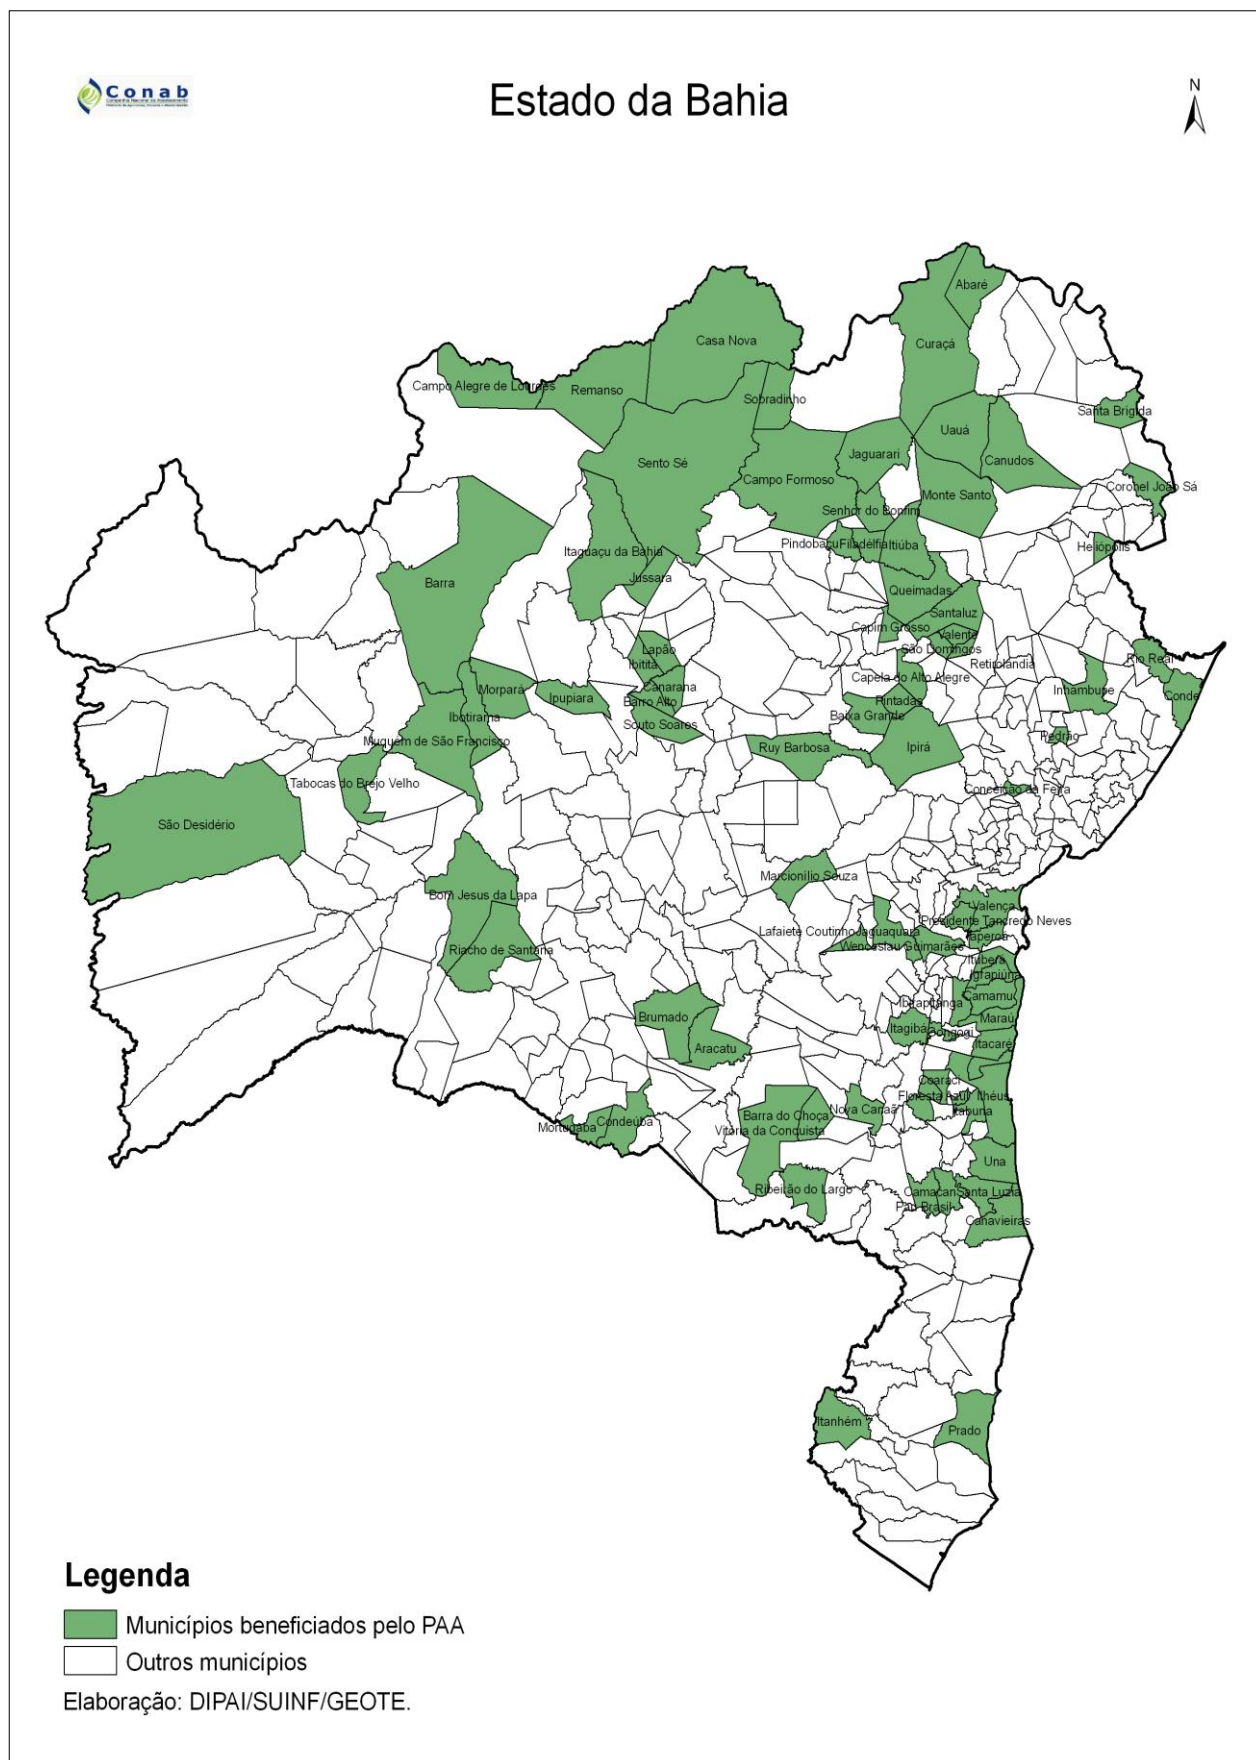 Conab
Estado da Bahia
N
Abaré
Casa Nova
Curaçá
Campo Alegre de Lourdes
Remanso
Sobradinho
Santa Brigida
Uauá
Sento Sé
Jaguarari
Canudos
Campo Formoso
Coronel João Sá
Monte Santo
Senhor do Bonfim
Pindobaçu
Filadélfia
Itiúba
Heliópolis
Itaguaçu da Bahia
Barra
Jussara
Queimadas
Santaluz
Capim Grosso
Valente
São Domingos
Lapão
Ibititá
Retirolândia
Rio Real
Capela do Alto Alegre
Morpará
Ipupiara
Canarana
Barro Alto
Pintadas
Inhambupe
Conde
Ibotirama
Souto Soares
Baixa Grande
Muquém de São Francisco
Ruy Barbosa
Ipirá
Pedrão
Tabocas do Brejo Velho
Conceição da Feira
São Desidério
Marcionílio Souza
Bom Jesus da Lapa
Valença
Presidente Tancredo Neves
Lafaiete Coutinho
Jaguaquara
Taperoá
Riacho de Santana
Wenceslau Guimarães
Ituberá
Igrapiúna
Ibirapitanga
Camamu
Brumado
Maraú
Itagibá
Gongogi
Aracatu
Itacaré
Coaraci
Floresta Azul
Ilhéus
Mortugaba
Condeúba
Barra do Choça
Nova Canaã
Itabuna
Vitória da Conquista
Una
Ribeirão do Largo
Camacan
Santa Luzia
Pau Brasil
Canavieiras
Itanhém
Prado
Legenda
Municípios beneficiados pelo PAA
Outros municípios
Elaboração: DIPAI/SUINF/GEOTE.